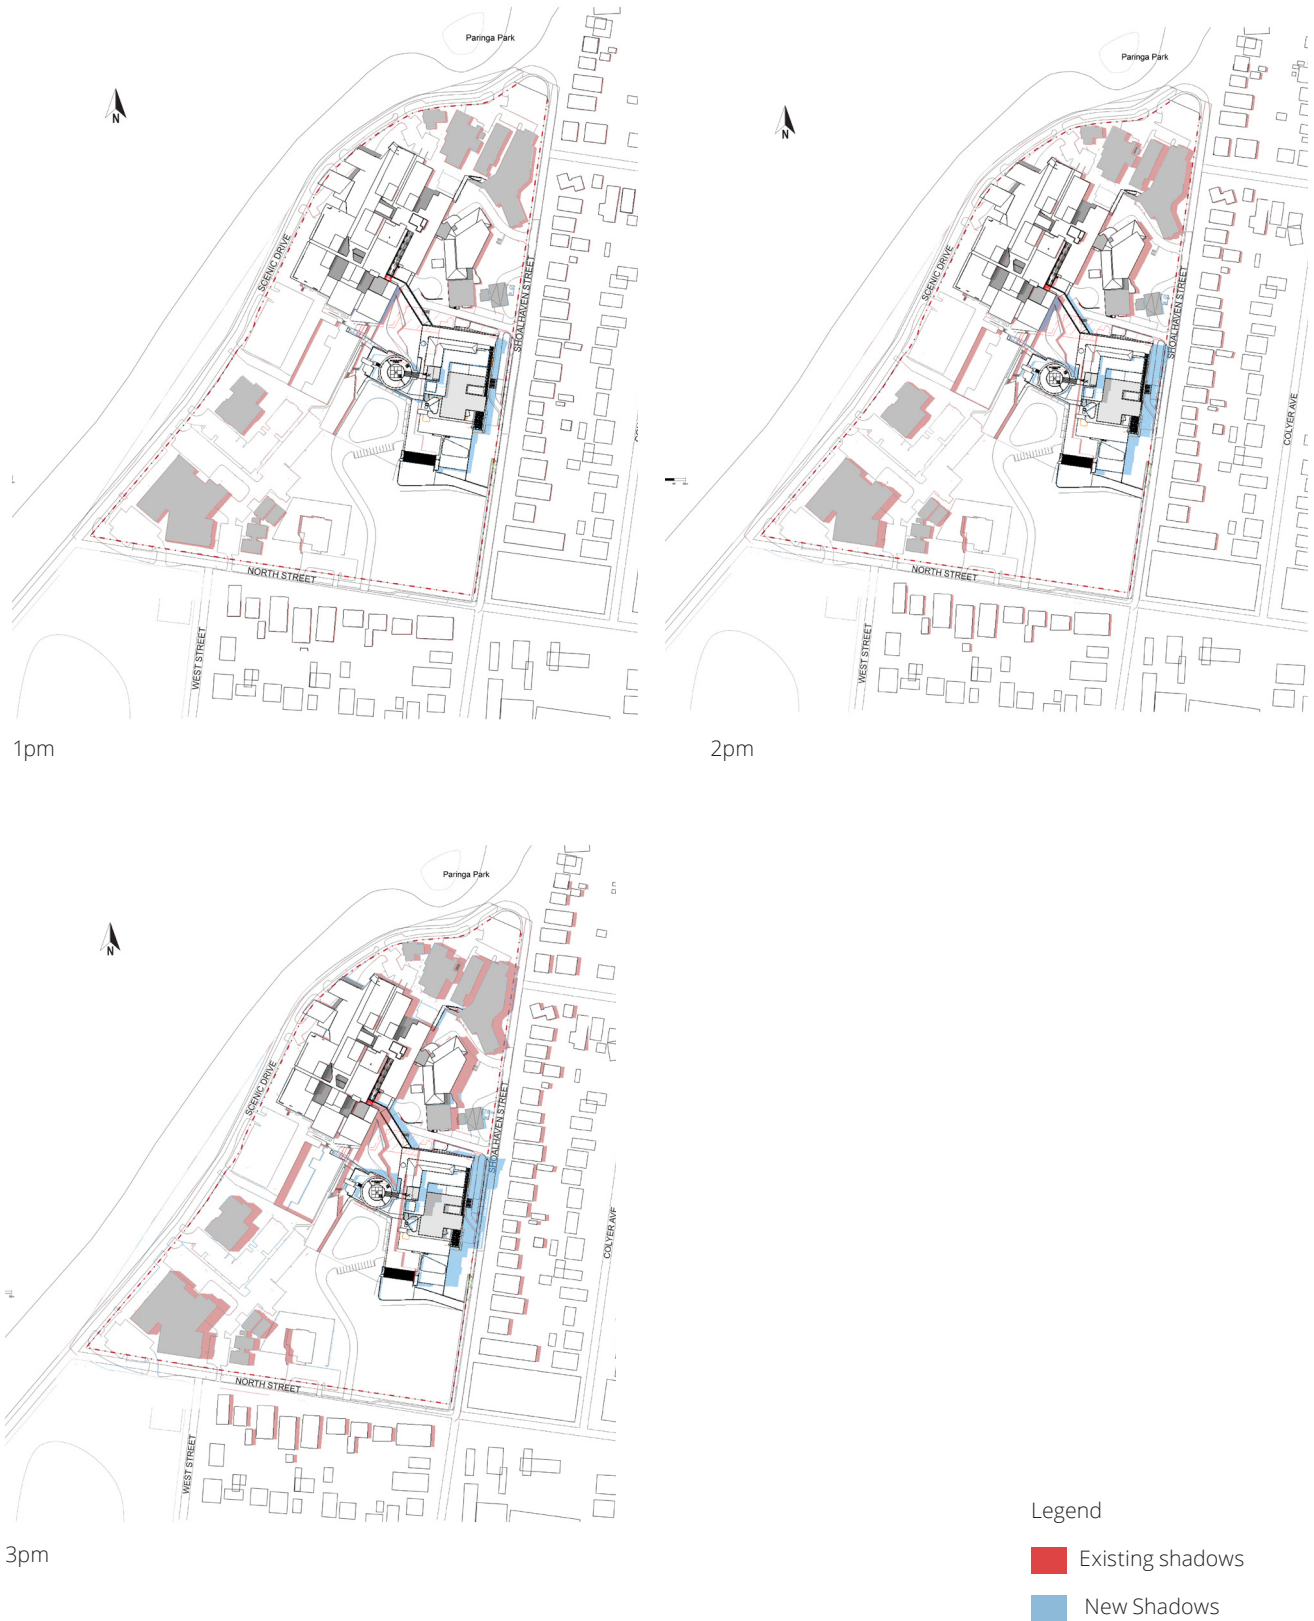 Paringa Park
N
SCENIC DRIVE
SHOALHAVEN STREET
NORTH STREET
WEST STREET
1pm
Paringa Park
N
SCENIC DRIVE
SHOALHAVEN STREET
COLYER AVE
NORTH STREET
WEST STREET
2pm
Paringa Park
N
SCENIC DRIVE
SHOALHAVEN STREET
COLYER AVE
NORTH STREET
WEST STREET
3pm
Legend
Existing shadows
New Shadows